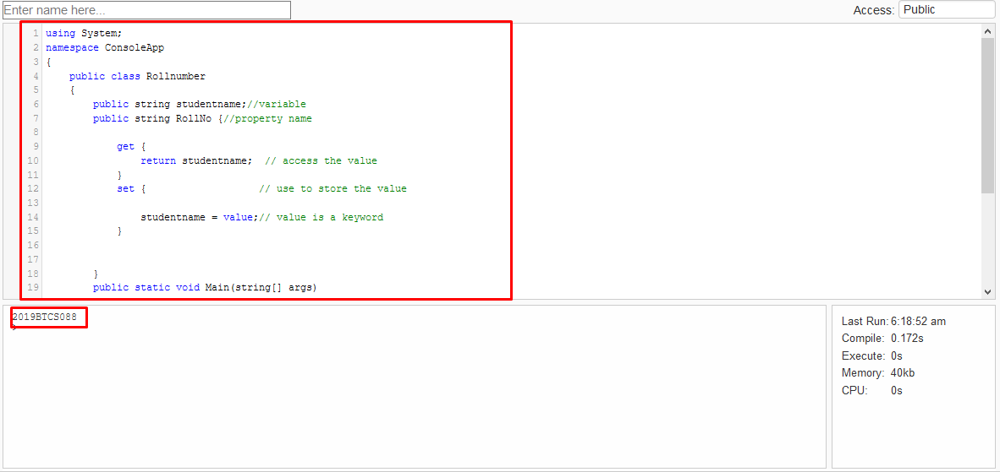 Enter name here...
Access: Public
1 using System;
2 namespace ConsoleApp
3 {
4 public class Rollnumber
5 {
6 public string studentname;//variable
7 public string RollNo {//property name
8
9 get {
10 return studentname; // access the value
11 }
12 set { // use to store the value
13
14 studentname = value;// value is a keyword
15 }
16
17
18 }
19 public static void Main(string[] args)
2019BTCS088
Last Run: 6:18:52 am
Compile: 0.172s
Execute: 0s
Memory: 40kb
CPU: 0s